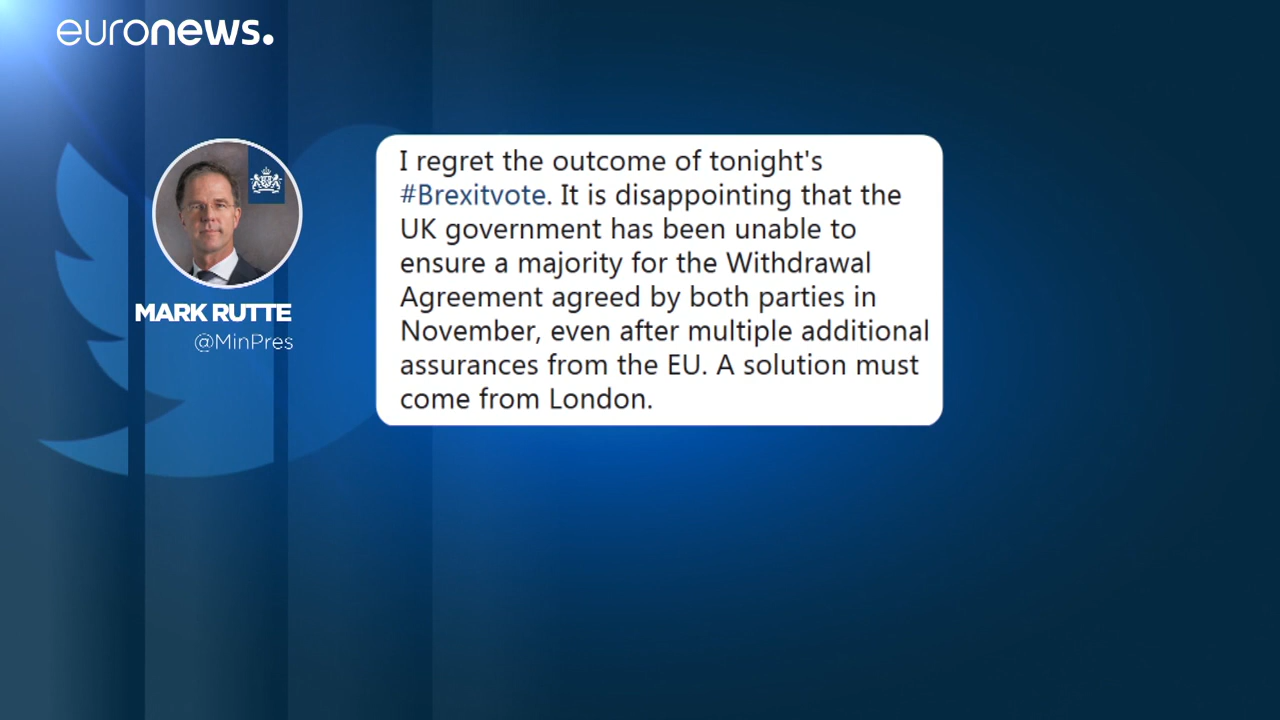 euronews.
MARK RUTTE
@MinPres
I regret the outcome of tonight's
#Brexitvote. It is disappointing that the
UK government has been unable to
ensure a majority for the Withdrawal
Agreement agreed by both parties in
November, even after multiple additional
assurances from the EU. A solution must
come from London.